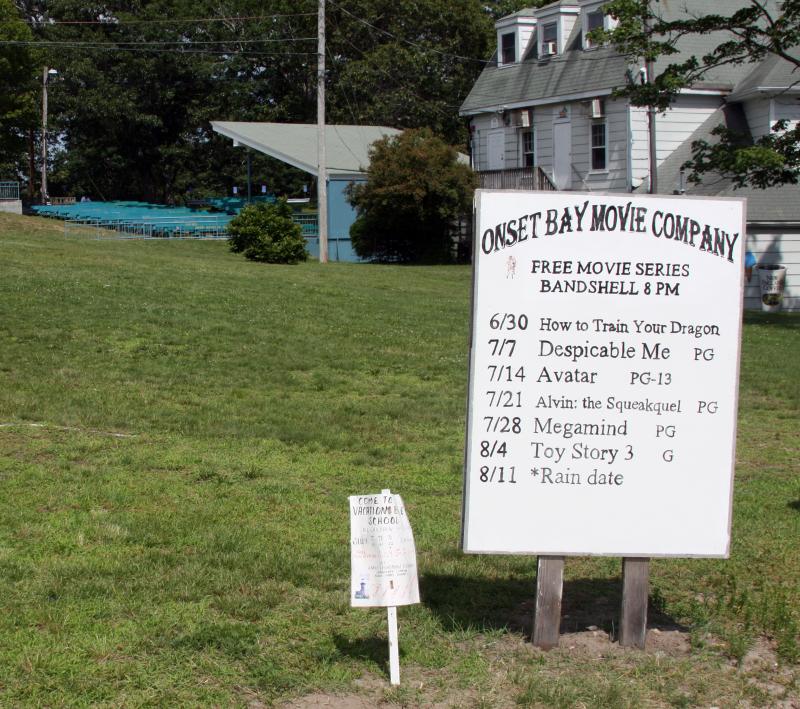 ONSET BAY MOVIE COMPANY
FREE MOVIE SERIES
BANDSHELL 8 PM
6/30 How to Train Your Dragon
7/7 Despicable Me PG
7/14 Avatar PG-13
7/21 Alvin: the Squeakquel PG
7/28 Megamind PG
8/4 Toy Story 3 G
8/11 *Rain date
COME TO
SCHOOL